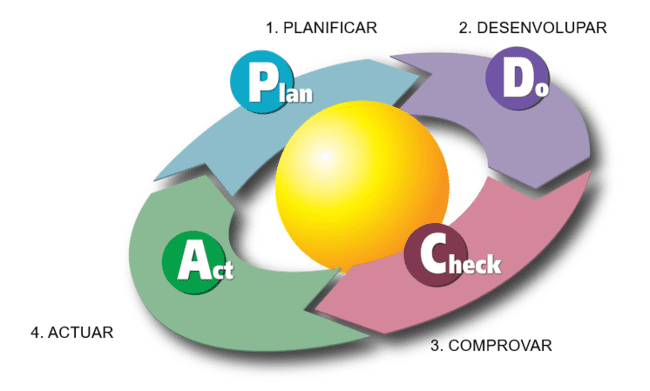 1. PLANIFICAR
2. DESENVOLUPAR
Plan
Do
Act
Check
4. ACTUAR
3. COMPROVAR